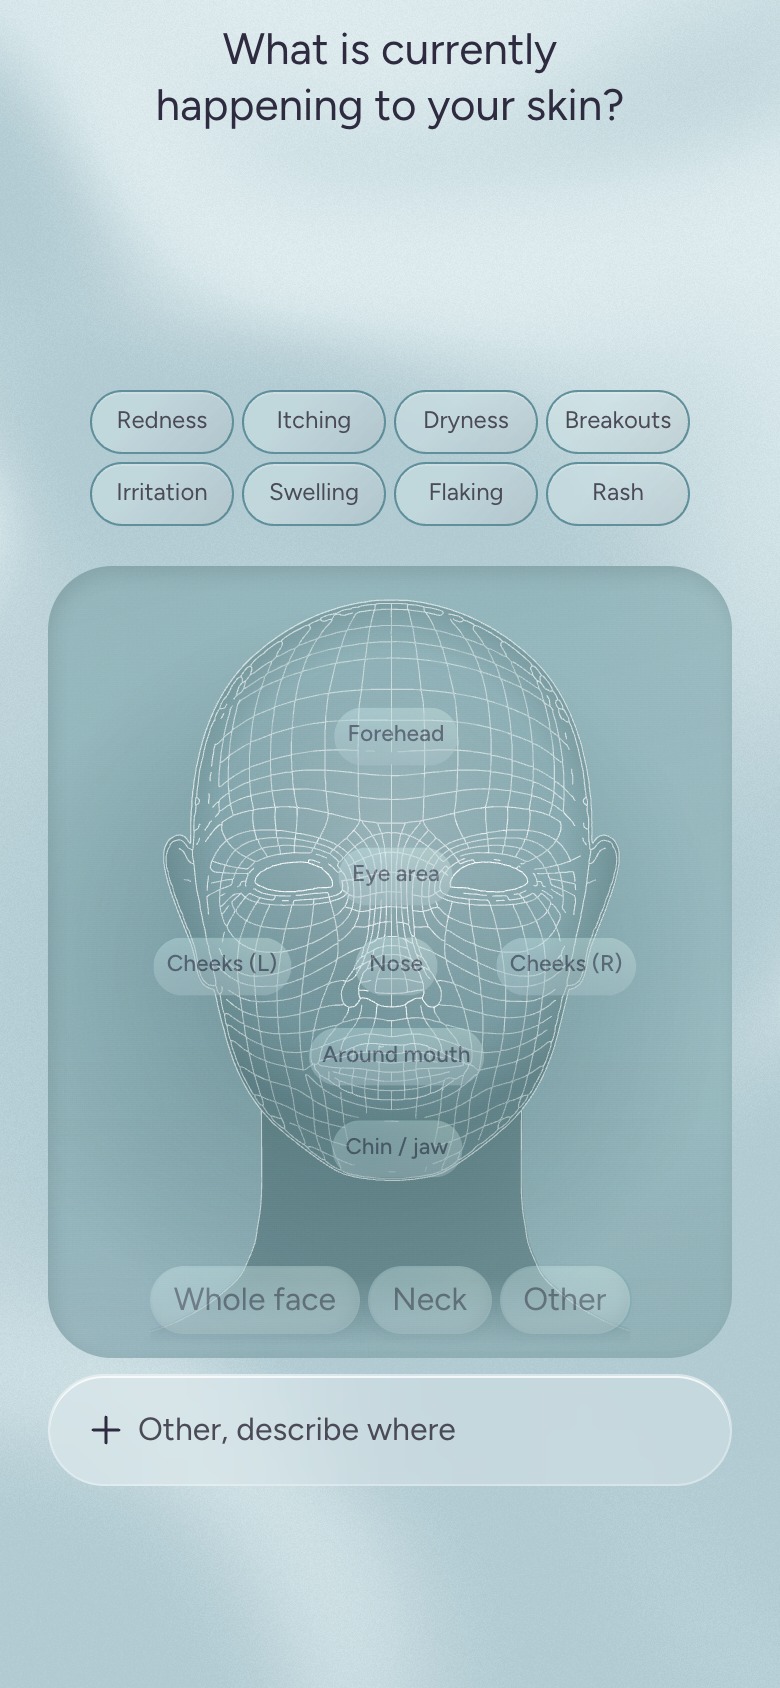 What is currently
happening to your skin?
Redness Itching Dryness Breakouts
Irritation Swelling Flaking Rash
Forehead
Eye area
Cheeks (L) Nose Cheeks (R)
Around mouth
Chin / jaw
Whole face Neck Other
+ Other, describe where